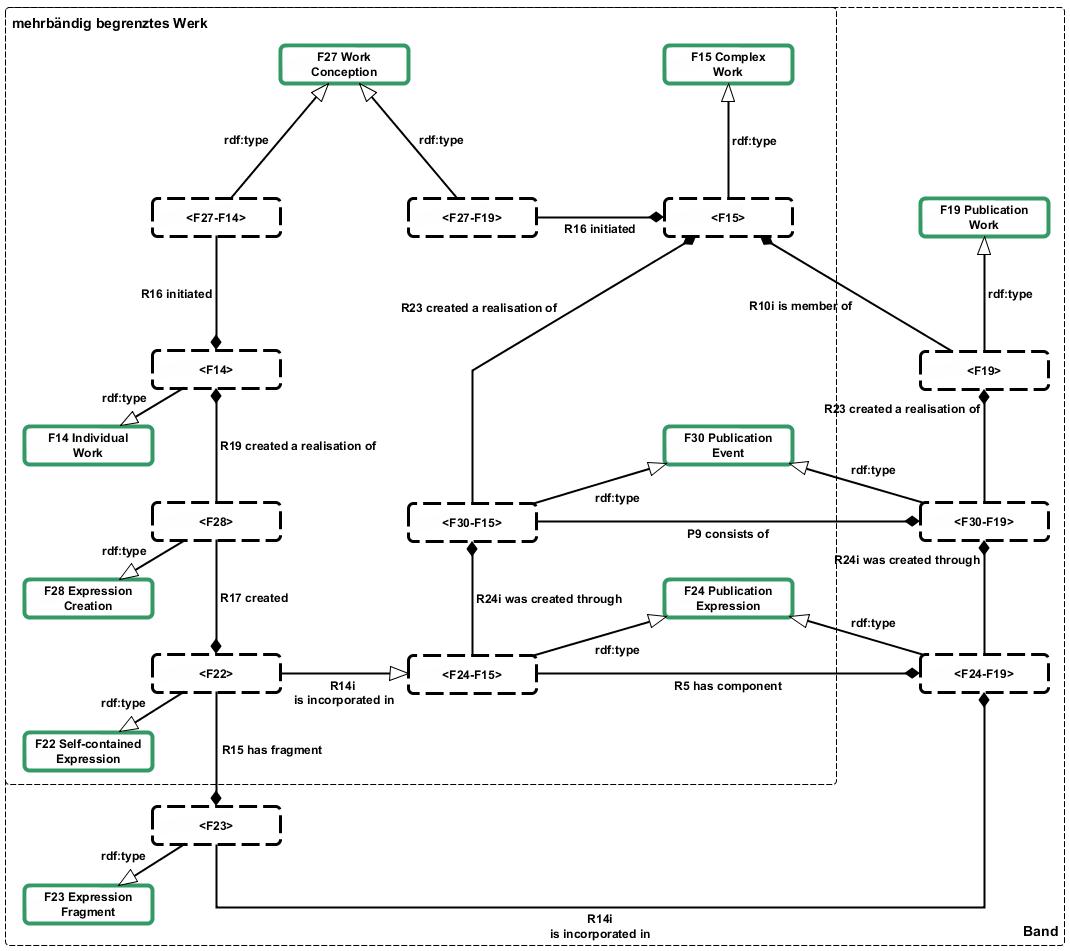 mehrbändig begrenztes Werk
F27 Work
Conception
F15 Complex
Work
rdf:type
rdf:type
rdf:type
<F27-F14>
<F27-F19>
R16 initiated
<F15>
F19 Publication
Work
R16 initiated
R23 created a realisation of
R10i is member of
rdf:type
<F14>
<F19>
rdf:type
R23 created a realisation of
F14 Individual
Work
R19 created a realisation of
F30 Publication
Event
rdf:type
rdf:type
<F28>
<F30-F15>
P9 consists of
<F30-F19>
rdf:type
R24i was created through
F28 Expression
Creation
R17 created
R24i was created through
F24 Publication
Expression
rdf:type
rdf:type
<F22>
R14i
is incorporated in
<F24-F15>
R5 has component
<F24-F19>
rdf:type
F22 Self-contained
Expression
R15 has fragment
<F23>
rdf:type
F23 Expression
Fragment
R14i
is incorporated in
Band